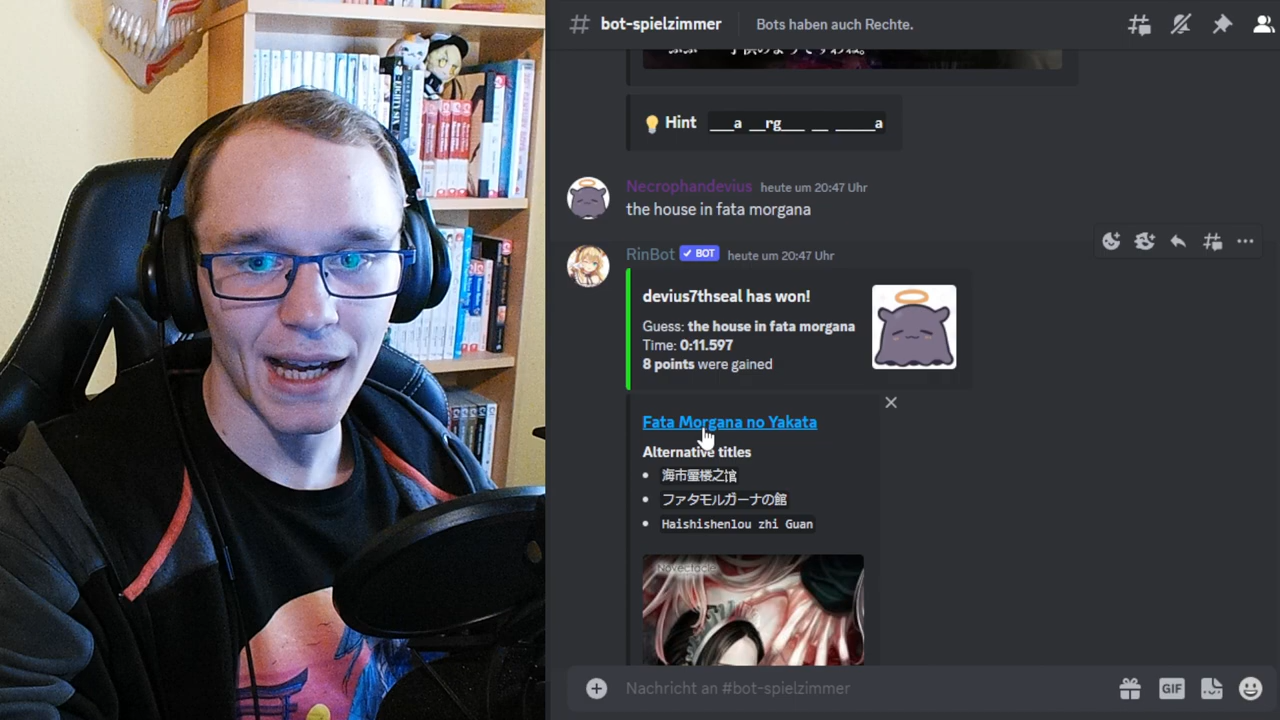 bot-spielzimmer
Bots haben auch Rechte.
Hint ___a __rg___ __ _____a
Necrophandevius heute um 20:47 Uhr
the house in fata morgana
RinBot BOT heute um 20:47 Uhr
devius7thseal has won!
Guess: the house in fata morgana
Time: 0:11.597
8 points were gained
Fata Morgana no Yakata
Alternative titles
海市蜃楼之馆
ファタモルガーナの館
Haishishenlou zhi Guan
Novectacle
Nachricht an #bot-spielzimmer
GIF